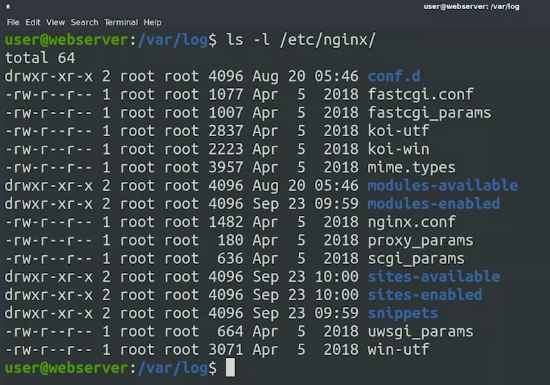 user@webserver: /var/log
File View Search Terminal Help
user@webserver:/var/log$ ls -l /etc/nginx/
total 64
drwxr-xr-x 2 root root 4096 Aug 20 05:46 conf.d
-rw-r--r-- 1 root root 1077 Apr  5  2018 fastcgi.conf
-rw-r--r-- 1 root root 1007 Apr  5  2018 fastcgi_params
-rw-r--r-- 1 root root 2837 Apr  5  2018 koi-utf
-rw-r--r-- 1 root root 2223 Apr  5  2018 koi-win
-rw-r--r-- 1 root root 3957 Apr  5  2018 mime.types
drwxr-xr-x 2 root root 4096 Aug 20 05:46 modules-available
drwxr-xr-x 2 root root 4096 Sep 23 09:59 modules-enabled
-rw-r--r-- 1 root root 1482 Apr  5  2018 nginx.conf
-rw-r--r-- 1 root root  180 Apr  5  2018 proxy_params
-rw-r--r-- 1 root root  636 Apr  5  2018 scgi_params
drwxr-xr-x 2 root root 4096 Sep 23 10:00 sites-available
drwxr-xr-x 2 root root 4096 Sep 23 10:00 sites-enabled
drwxr-xr-x 2 root root 4096 Sep 23 09:59 snippets
-rw-r--r-- 1 root root  664 Apr  5  2018 uwsgi_params
-rw-r--r-- 1 root root 3071 Apr  5  2018 win-utf
user@webserver:/var/log$